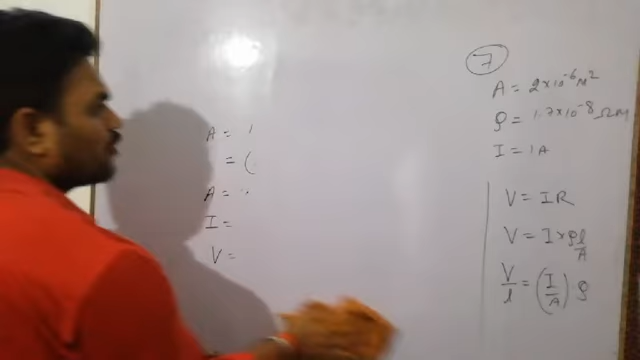 A =
= (
A =
I =
V =
7
A = 2×10⁻⁶ M²
ρ = 1.7×10⁻⁸ ΩM
I = 1A
V = IR
V = I×ρl/A
V/l = (I/A) ρ